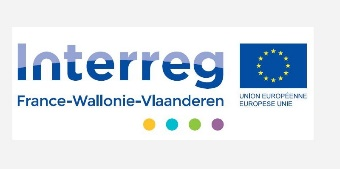 Interreg
France-Wallonie-Vlaanderen
UNION EUROPÉENNE
EUROPESE UNIE